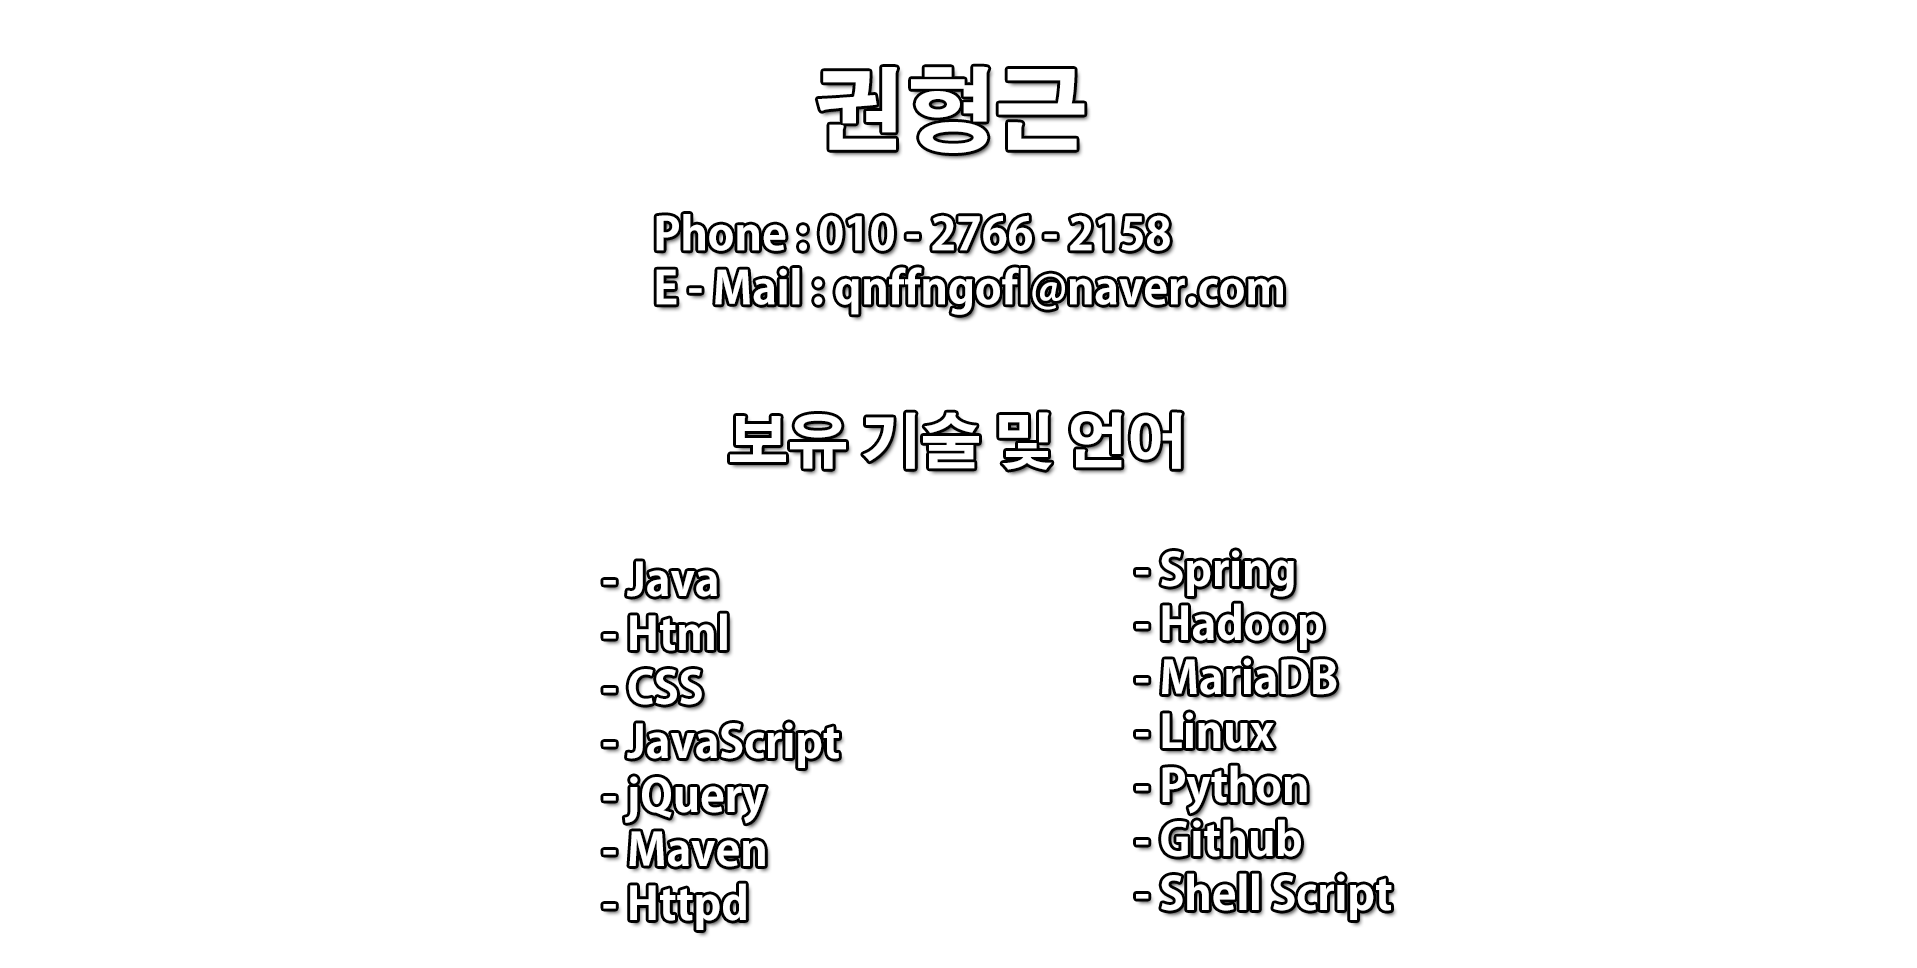 권형근
Phone : 010 - 2766 - 2158
E - Mail : qnffngofl@naver.com
보유 기술 및 언어
- Java
- Html
- CSS
- JavaScript
- jQuery
- Maven
- Httpd
- Spring
- Hadoop
- MariaDB
- Linux
- Python
- Github
- Shell Script